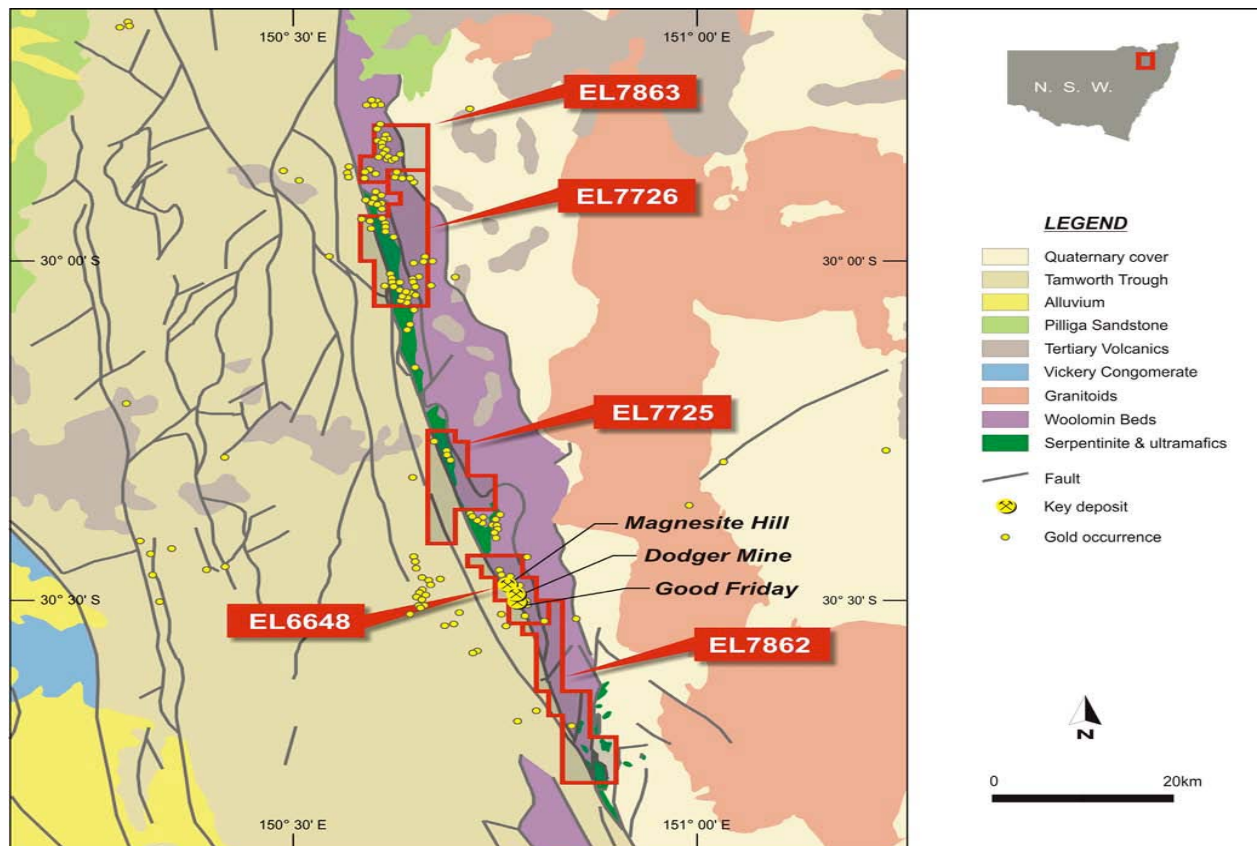 150° 30' E
151° 00' E
EL7863
EL7726
30° 00' S
30° 00' S
EL7725
Magnesite Hill
Dodger Mine
Good Friday
30° 30' S
30° 30' S
EL6648
EL7862
150° 30' E
151° 00' E
N. S. W.
LEGEND
Quaternary cover
Tamworth Trough
Alluvium
Pilliga Sandstone
Tertiary Volcanics
Vickery Congomerate
Granitoids
Woolomin Beds
Serpentinite & ultramafics
Fault
Key deposit
Gold occurrence
N
0 20km